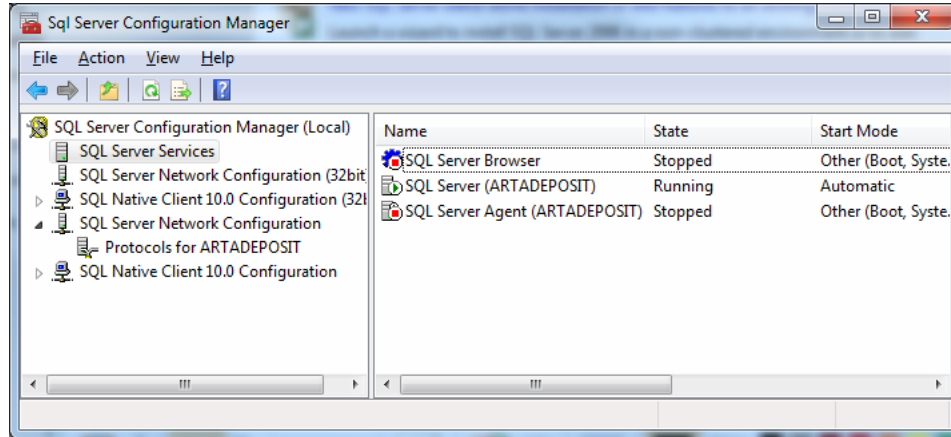 Sql Server Configuration Manager
File Action View Help
SQL Server Configuration Manager (Local)
SQL Server Services
SQL Server Network Configuration (32bit
SQL Native Client 10.0 Configuration (32
SQL Server Network Configuration
Protocols for ARTADEPOSIT
SQL Native Client 10.0 Configuration
Name State Start Mode
SQL Server Browser Stopped Other (Boot, Syste.
SQL Server (ARTADEPOSIT) Running Automatic
SQL Server Agent (ARTADEPOSIT) Stopped Other (Boot, Syste.